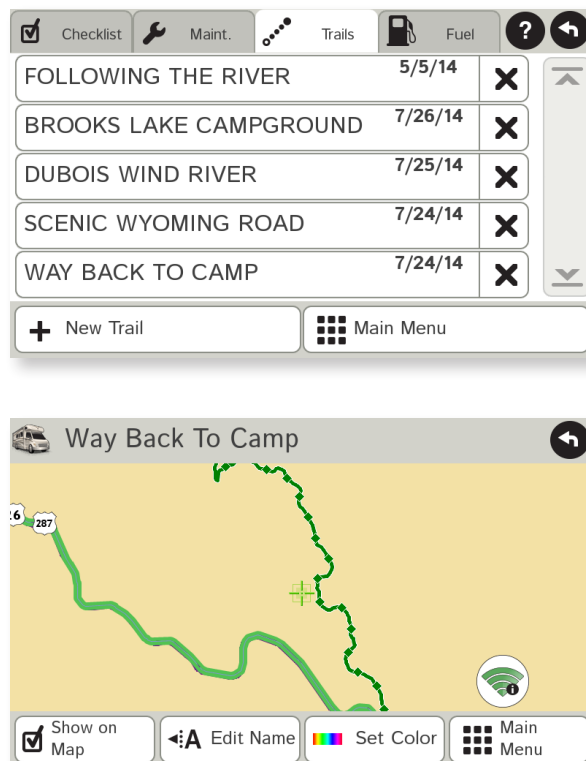 Checklist Maint. Trails Fuel ?
FOLLOWING THE RIVER 5/5/14
BROOKS LAKE CAMPGROUND 7/26/14
DUBOIS WIND RIVER 7/25/14
SCENIC WYOMING ROAD 7/24/14
WAY BACK TO CAMP 7/24/14
New Trail Main Menu
Way Back To Camp
26 287
i
Show on
Map
A Edit Name
Set Color
Main
Menu